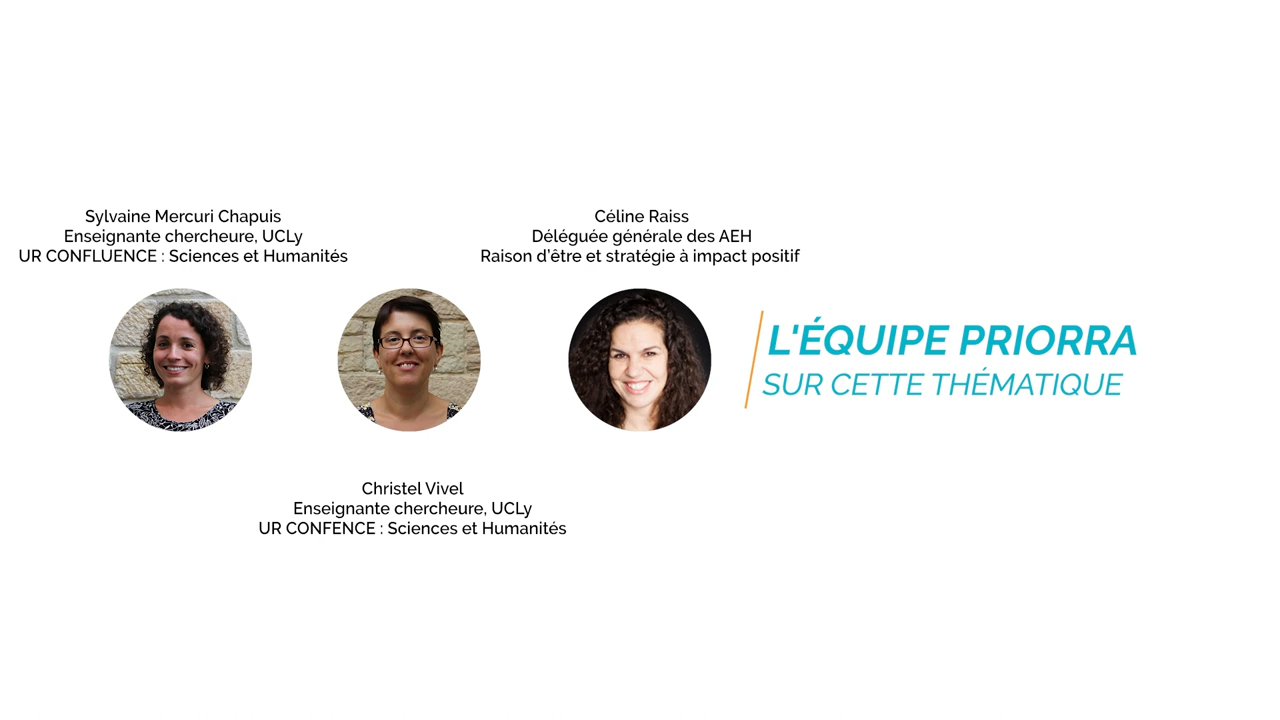 Sylvaine Mercuri Chapuis
Enseignante chercheure, UCLy
UR CONFLUENCE : Sciences et Humanités
Céline Raiss
Déléguée générale des AEH
Raison d'être et stratégie à impact positif
L'ÉQUIPE PRIORRA
SUR CETTE THÉMATIQUE
Christel Vivel
Enseignante chercheure, UCLy
UR CONFENCE : Sciences et Humanités